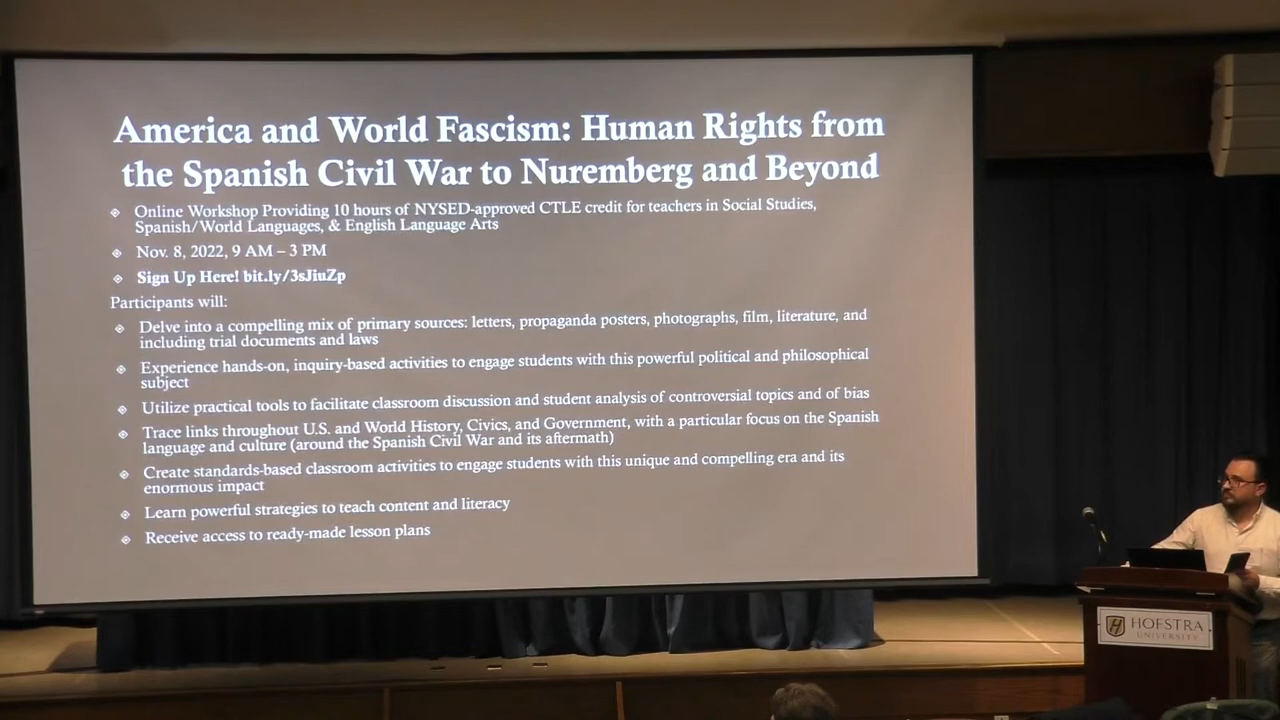 America and World Fascism: Human Rights from
the Spanish Civil War to Nuremberg and Beyond
Online Workshop Providing 10 hours of NYSED-approved CTLE credit for teachers in Social Studies,
Spanish/World Languages, & English Language Arts
Nov. 8, 2022, 9 AM – 3 PM
Sign Up Here! bit.ly/3sJiuZp
Participants will:
Delve into a compelling mix of primary sources: letters, propaganda posters, photographs, film, literature, and
including trial documents and laws
Experience hands-on, inquiry-based activities to engage students with this powerful political and philosophical
subject
Utilize practical tools to facilitate classroom discussion and student analysis of controversial topics and of bias
Trace links throughout U.S. and World History, Civics, and Government, with a particular focus on the Spanish
language and culture (around the Spanish Civil War and its aftermath)
Create standards-based classroom activities to engage students with this unique and compelling era and its
enormous impact
Learn powerful strategies to teach content and literacy
Receive access to ready-made lesson plans
HOFSTRA
UNIVERSITY